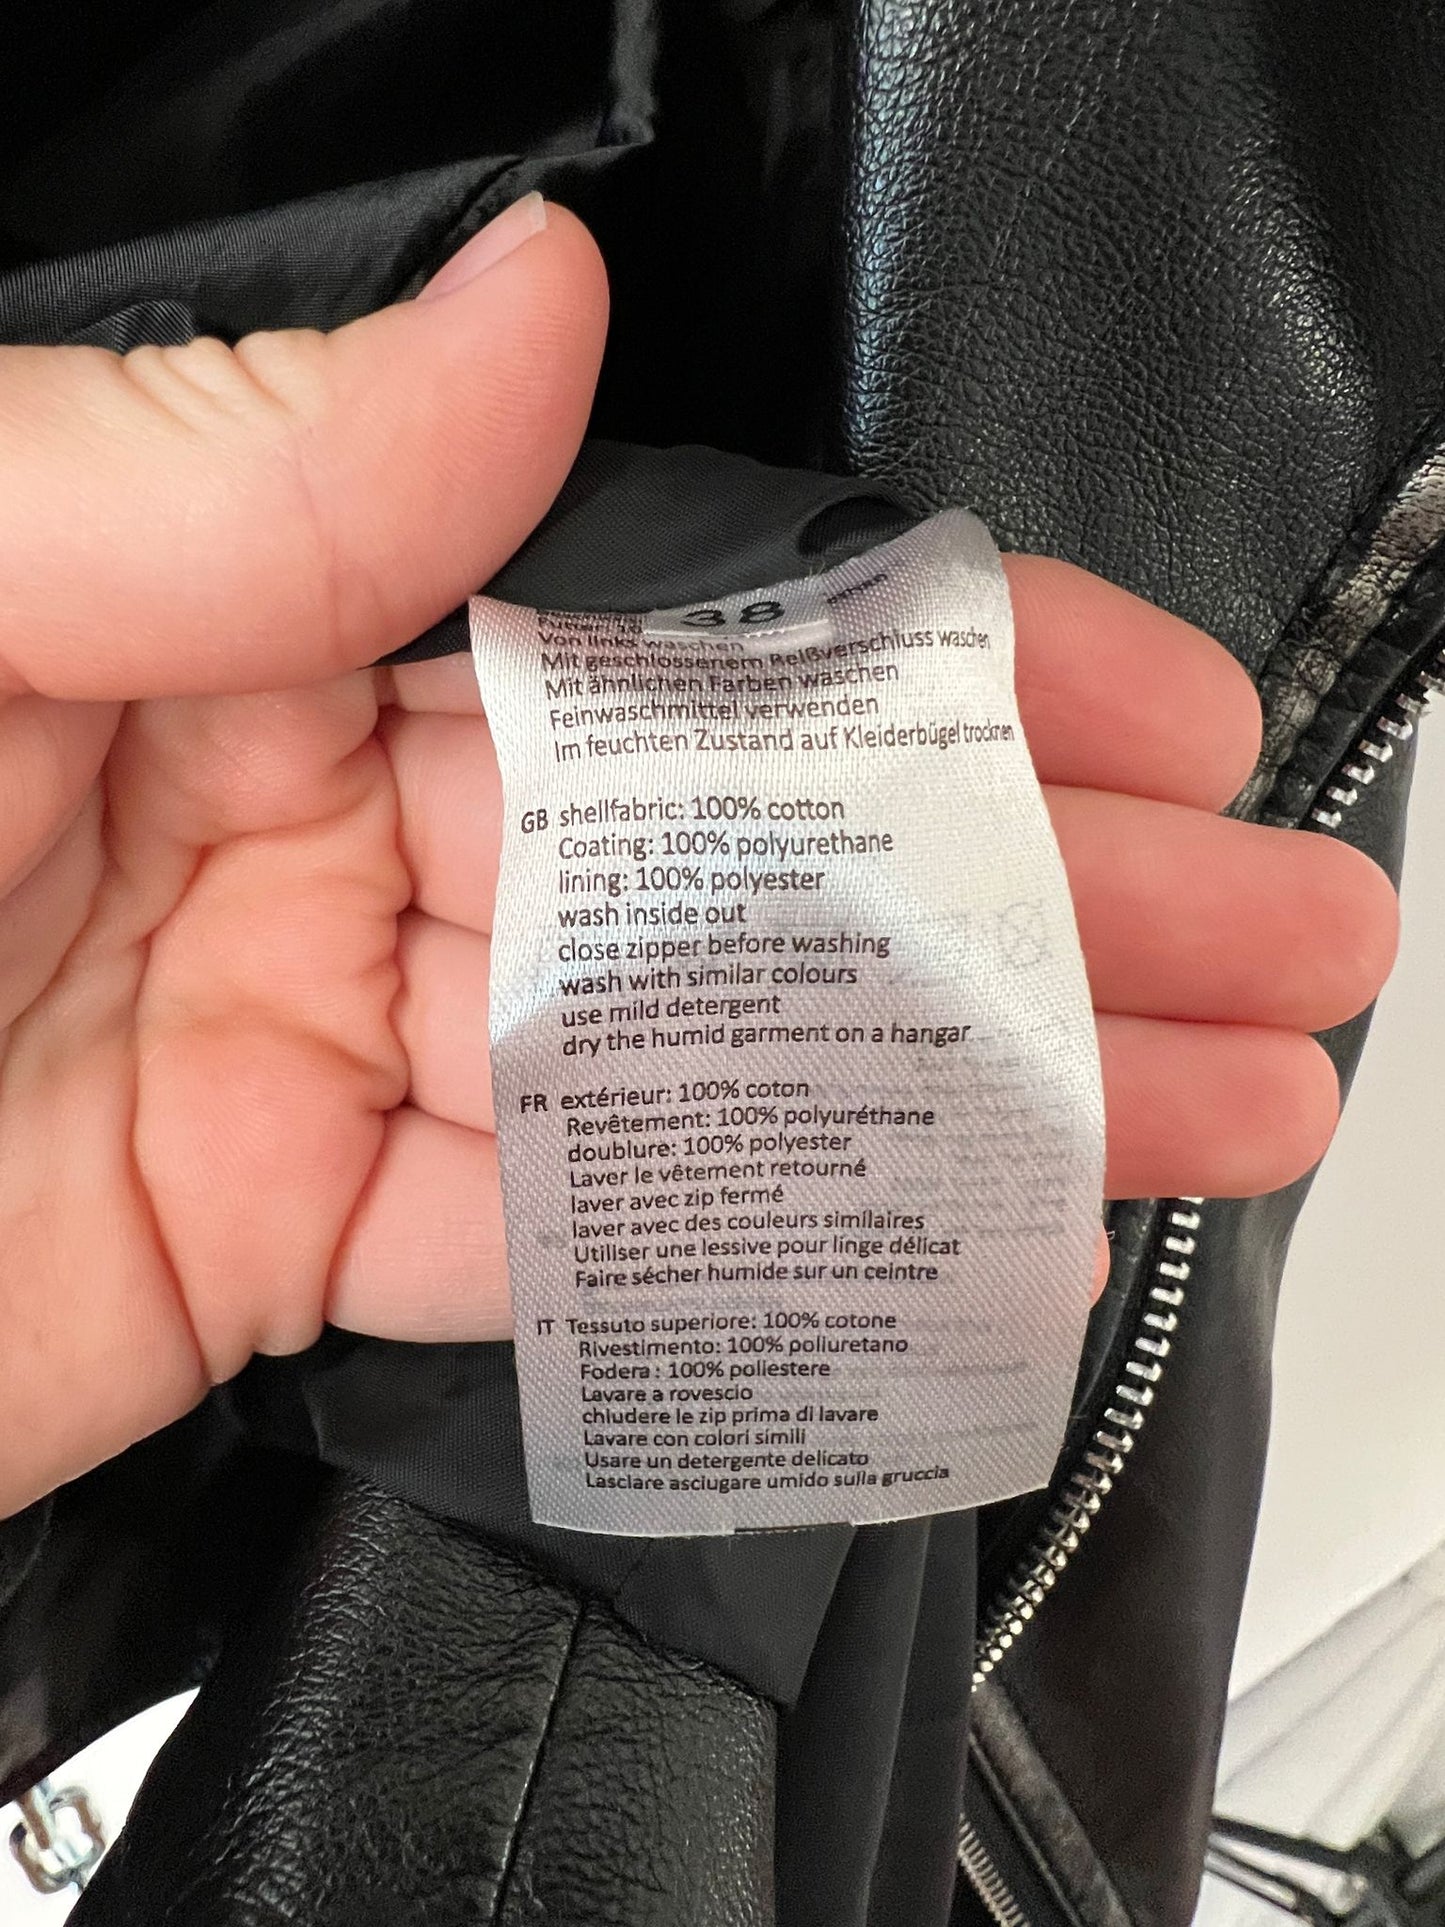 38
Von links waschen
Mit geschlossenem Reißverschluss waschen
Mit ähnlichen Farben waschen
Feinwaschmittel verwenden
Im feuchten Zustand auf Kleiderbügel trocknen
GB shellfabric: 100% cotton
Coating: 100% polyurethane
lining: 100% polyester
wash inside out
close zipper before washing
wash with similar colours
use mild detergent
dry the humid garment on a hangar
FR extérieur: 100% coton
Revêtement: 100% polyuréthane
doublure: 100% polyester
Laver le vêtement retourné
laver avec zip fermé
laver avec des couleurs similaires
Utiliser une lessive pour linge délicat
Faire sécher humide sur un ceintre
IT Tessuto superiore: 100% cotone
Rivestimento: 100% poliuretano
Fodera : 100% poliestere
Lavare a rovescio
chiudere le zip prima di lavare
Lavare con colori simili
Usare un detergente delicato
Lasciare asciugare umido sulla gruccia